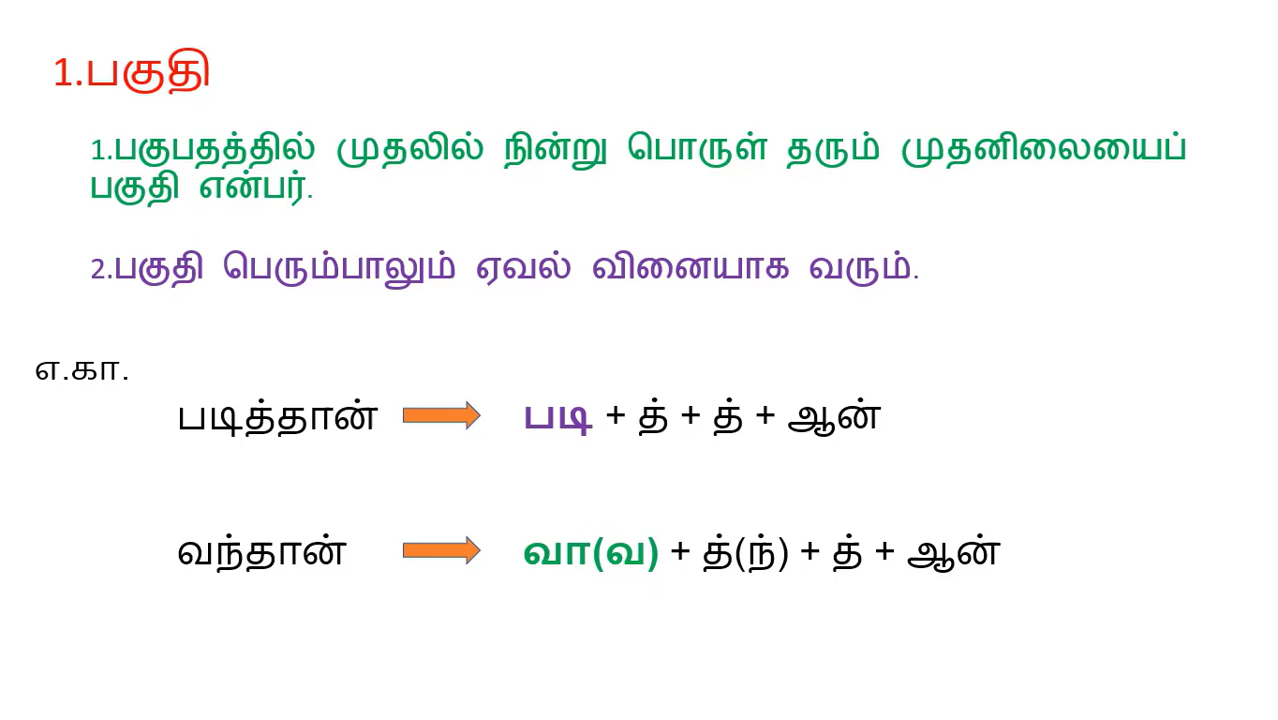 1.பகுதி
1.பகுபதத்தில் முதலில் நின்று பொருள் தரும் முதனிலையைப்
பகுதி என்பர்.
2.பகுதி பெரும்பாலும் ஏவல் வினையாக வரும்.
எ.கா.
படித்தான் படி + த் + த் + ஆன்
வந்தான் வா(வ) + த்(ந்) + த் + ஆன்